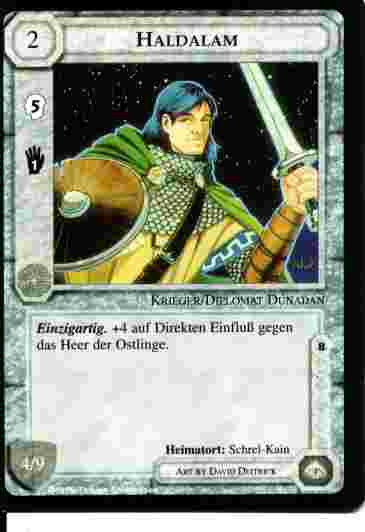 2
HALDALAM
5
1
KRIEGER/DIPLOMAT DÚNADAN
Einzigartig. +4 auf Direkten Einfluß gegen
das Heer der Ostlinge.
8
Heimatort: Schrel-Kain
4/9
ART BY DAVID DEITRICK